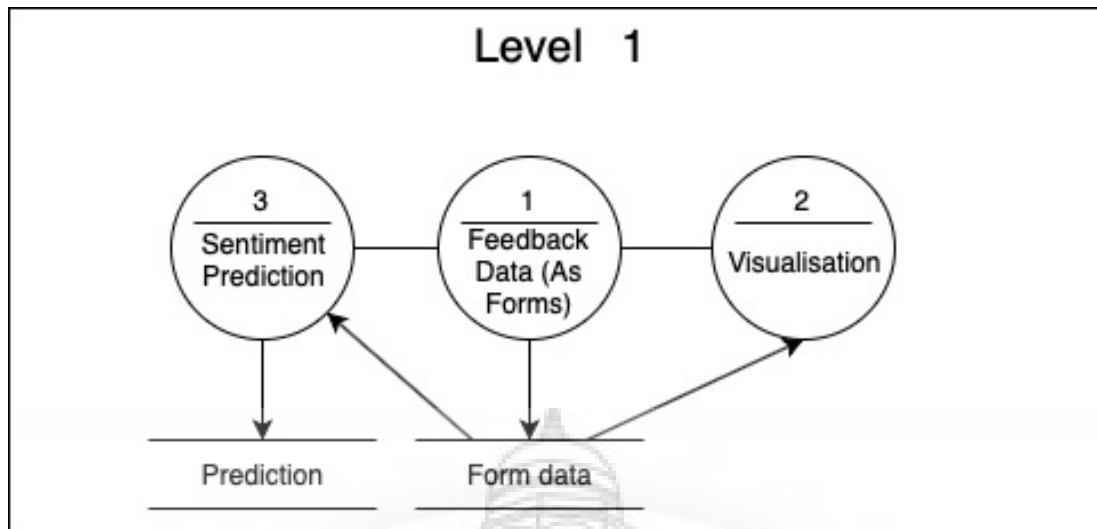 Level 1
3
Sentiment
Prediction
1
Feedback
Data (As
Forms)
2
Visualisation
Prediction
Form data